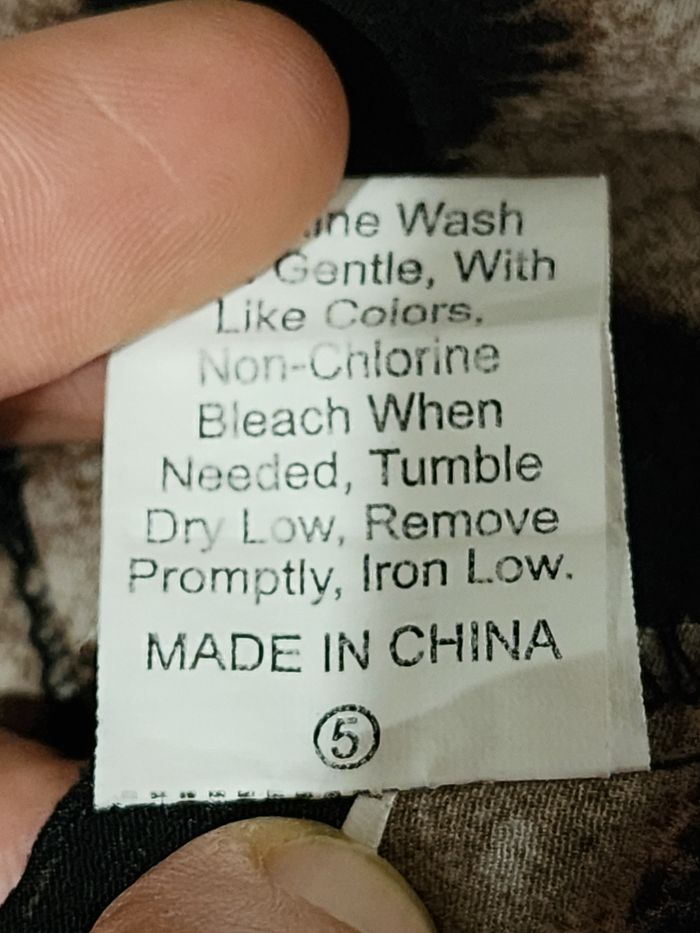 Wash
Gentle, With
Like Colors,
Non-Chlorine
Bleach When
Needed, Tumble
Dry Low, Remove
Promptly, Iron Low.
MADE IN CHINA
5